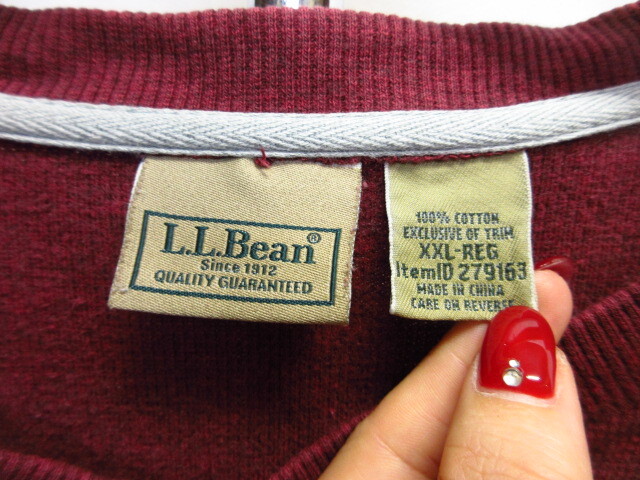 L.L.Bean®
Since 1912
QUALITY GUARANTEED
100% COTTON
EXCLUSIVE OF TRIM
XXL-REG
ItemID 279163
MADE IN CHINA
CARE ON REVERSE